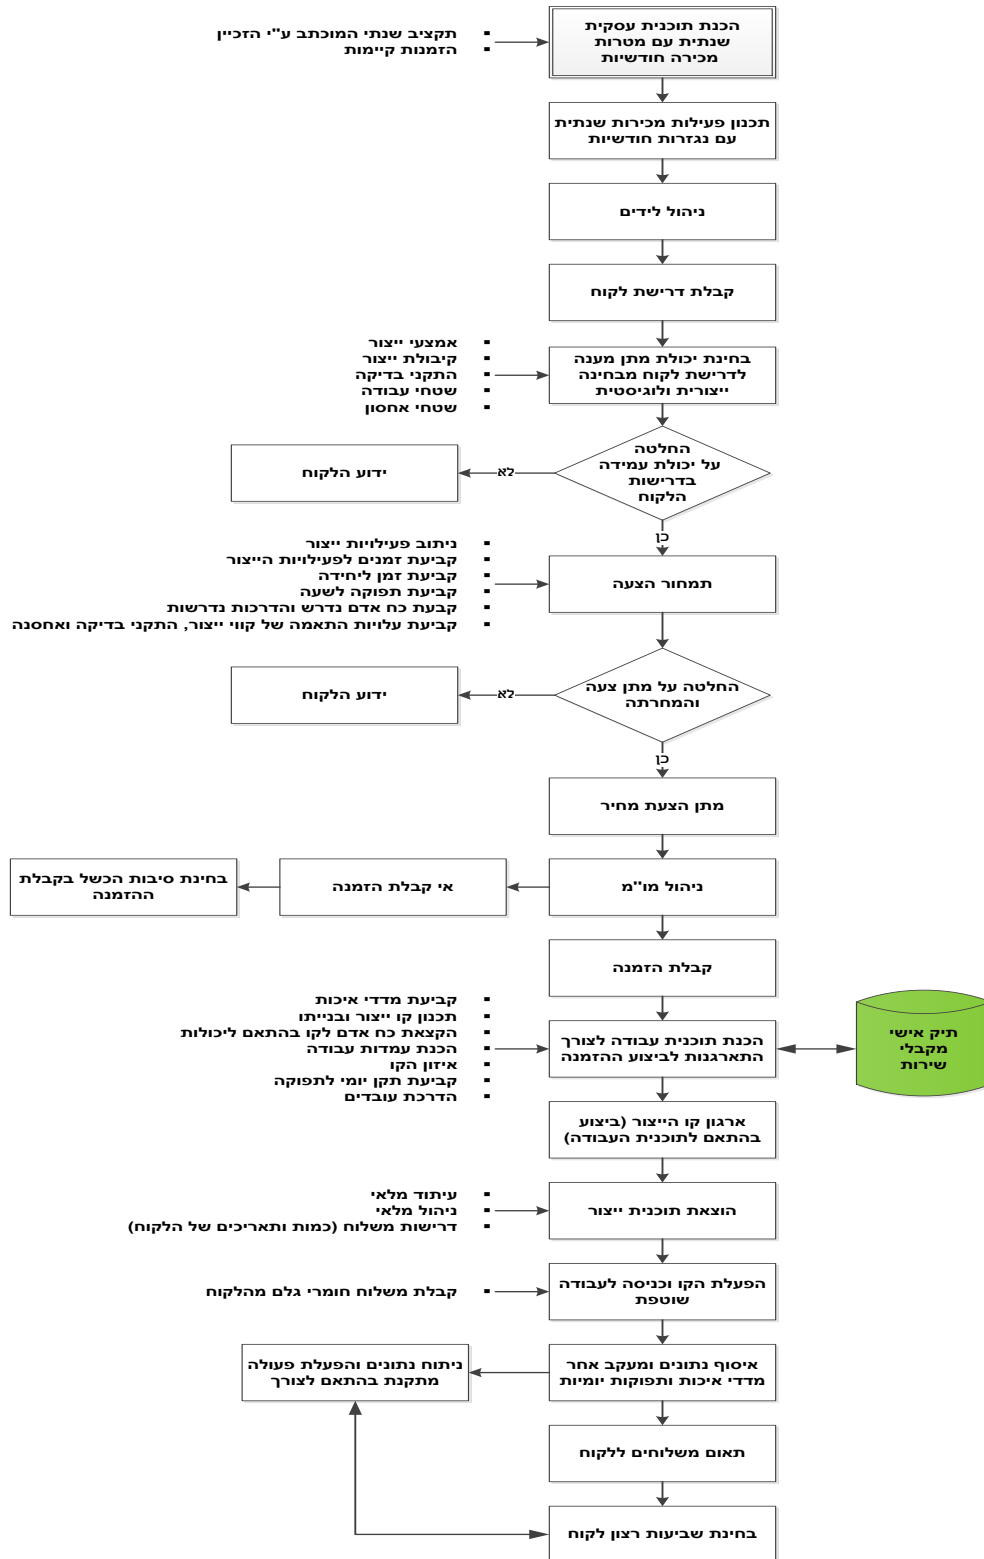 הכנת תוכנית עסקית
שנתית עם מטרות
מכירה חודשיות
תקציב שנתי המוכתב ע"י הזכיין
הזמנות קיימות
תכנון פעילות מכירות שנתית
עם נגזרות חודשיות
ניהול לידים
קבלת דרישת לקוח
בחינת יכולת מתן מענה
לדרישת לקוח מבחינה
ייצורית ולוגיסטית
אמצעי ייצור
קיבולת ייצור
התקני בדיקה
שטחי עבודה
שטחי אחסון
החלטה
על יכולת עמידה
בדרישות
הלקוח
לא
ידוע הלקוח
כן
תמחור הצעה
ניתוב פעילויות ייצור
קביעת זמנים לפעילויות הייצור
קביעת זמן ליחידה
קביעת תפוקה לשעה
קבעת כח אדם נדרש והדרכות נדרשות
קביעת עלויות התאמה של קווי ייצור, התקני בדיקה ואחסנה
החלטה על מתן צעה
והמחרתה
לא
ידוע הלקוח
כן
מתן הצעת מחיר
ניהול מו"מ
אי קבלת הזמנה
בחינת סיבות הכשל בקבלת
ההזמנה
קבלת הזמנה
הכנת תוכנית עבודה לצורך
התארגנות לביצוע ההזמנה
קביעת מדדי איכות
תכנון קו ייצור ובנייתו
הקצאת כח אדם לקו בהתאם ליכולות
הכנת עמדות עבודה
איזון הקו
קביעת תקן יומי לתפוקה
הדרכת עובדים
תיק אישי
מקבלי
שירות
ארגון קו הייצור (ביצוע
בהתאם לתוכנית העבודה)
הוצאת תוכנית ייצור
עיתוד מלאי
ניהול מלאי
דרישות משלוח (כמות ותאריכים של הלקוח)
הפעלת הקו וכניסה לעבודה
שוטפת
קבלת משלוח חומרי גלם מהלקוח
איסוף נתונים ומעקב אחר
מדדי איכות ותפוקות יומיות
ניתוח נתונים והפעלת פעולה
מתקנת בהתאם לצורך
תאום משלוחים ללקוח
בחינת שביעות רצון לקוח